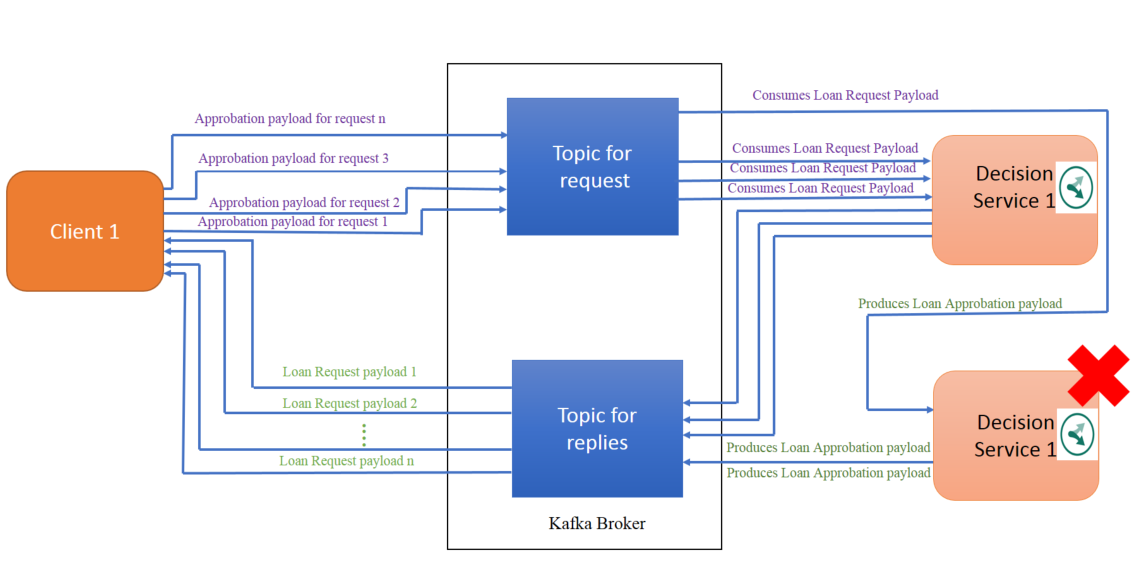 Consumes Loan Request Payload
Approbation payload for request n
Topic for
request
Consumes Loan Request Payload
Approbation payload for request 3
Consumes Loan Request Payload
Decision
Service 1
Consumes Loan Request Payload
Approbation payload for request 2
Approbation payload for request 1
Client 1
Produces Loan Approbation payload
Loan Request payload 1
Loan Request payload 2
Topic for
replies
Decision
Service 1
Produces Loan Approbation payload
Loan Request payload n
Produces Loan Approbation payload
Kafka Broker